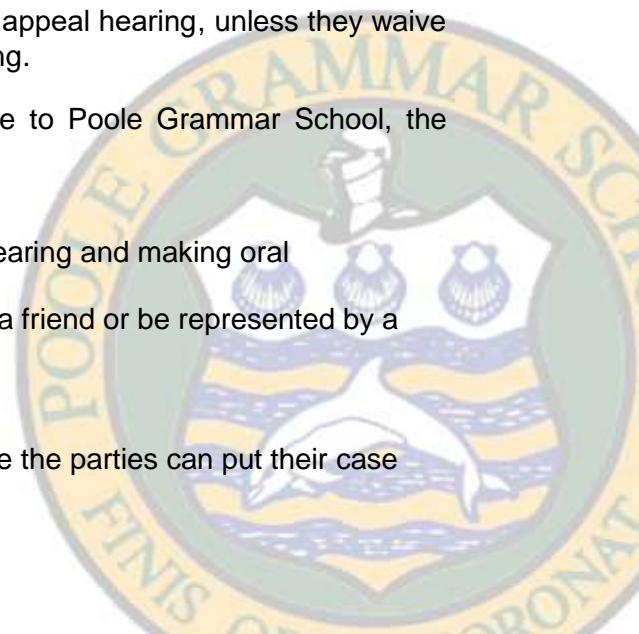 appeal hearing, unless they waive
ng.
e to Poole Grammar School, the
earing and making oral
a friend or be represented by a
e the parties can put their case
POOLE GRAMMAR SCH
FINIS OP CORONAT